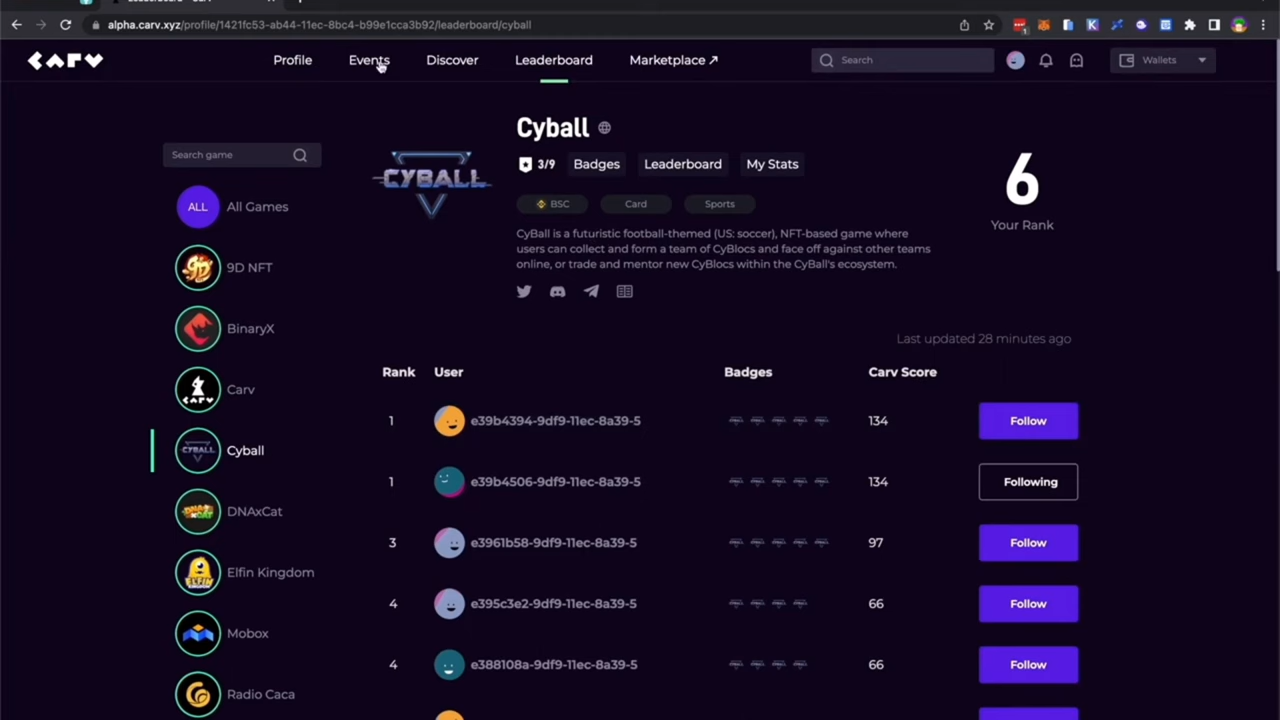 alpha.carv.xyz/profile/1421fc53-ab44-11ec-8bc4-b99e1cca3b92/leaderboard/cyball
CARV Profile Events Discover Leaderboard Marketplace ↗ Search Wallets
Cyball
Search game
3/9 Badges Leaderboard My Stats
CYBALL
6
Your Rank
BSC Card Sports
CyBall is a futuristic football-themed (US: soccer), NFT-based game where
users can collect and form a team of CyBlocs and face off against other teams
online, or trade and mentor new CyBlocs within the CyBall's ecosystem.
ALL All Games
9D NFT
BinaryX
Carv
CYBALL Cyball
DNAxCat
Elfin Kingdom
Mobox
Radio Caca
Last updated 28 minutes ago
Rank User Badges Carv Score
1 e39b4394-9df9-11ec-8a39-5 134 Follow
1 e39b4506-9df9-11ec-8a39-5 134 Following
3 e3961b58-9df9-11ec-8a39-5 97 Follow
4 e395c3e2-9df9-11ec-8a39-5 66 Follow
4 e388108a-9df9-11ec-8a39-5 66 Follow